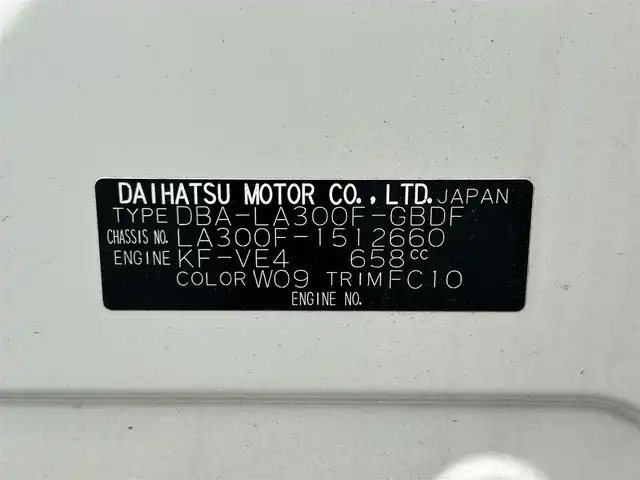 DAIHATSU MOTOR CO., LTD. JAPAN
TYPE DBA-LA300F-GBDF
CHASSIS NO. LA300F-1512660
ENGINE KF-VE4 658cc
COLOR W09 TRIM FC10
ENGINE NO.